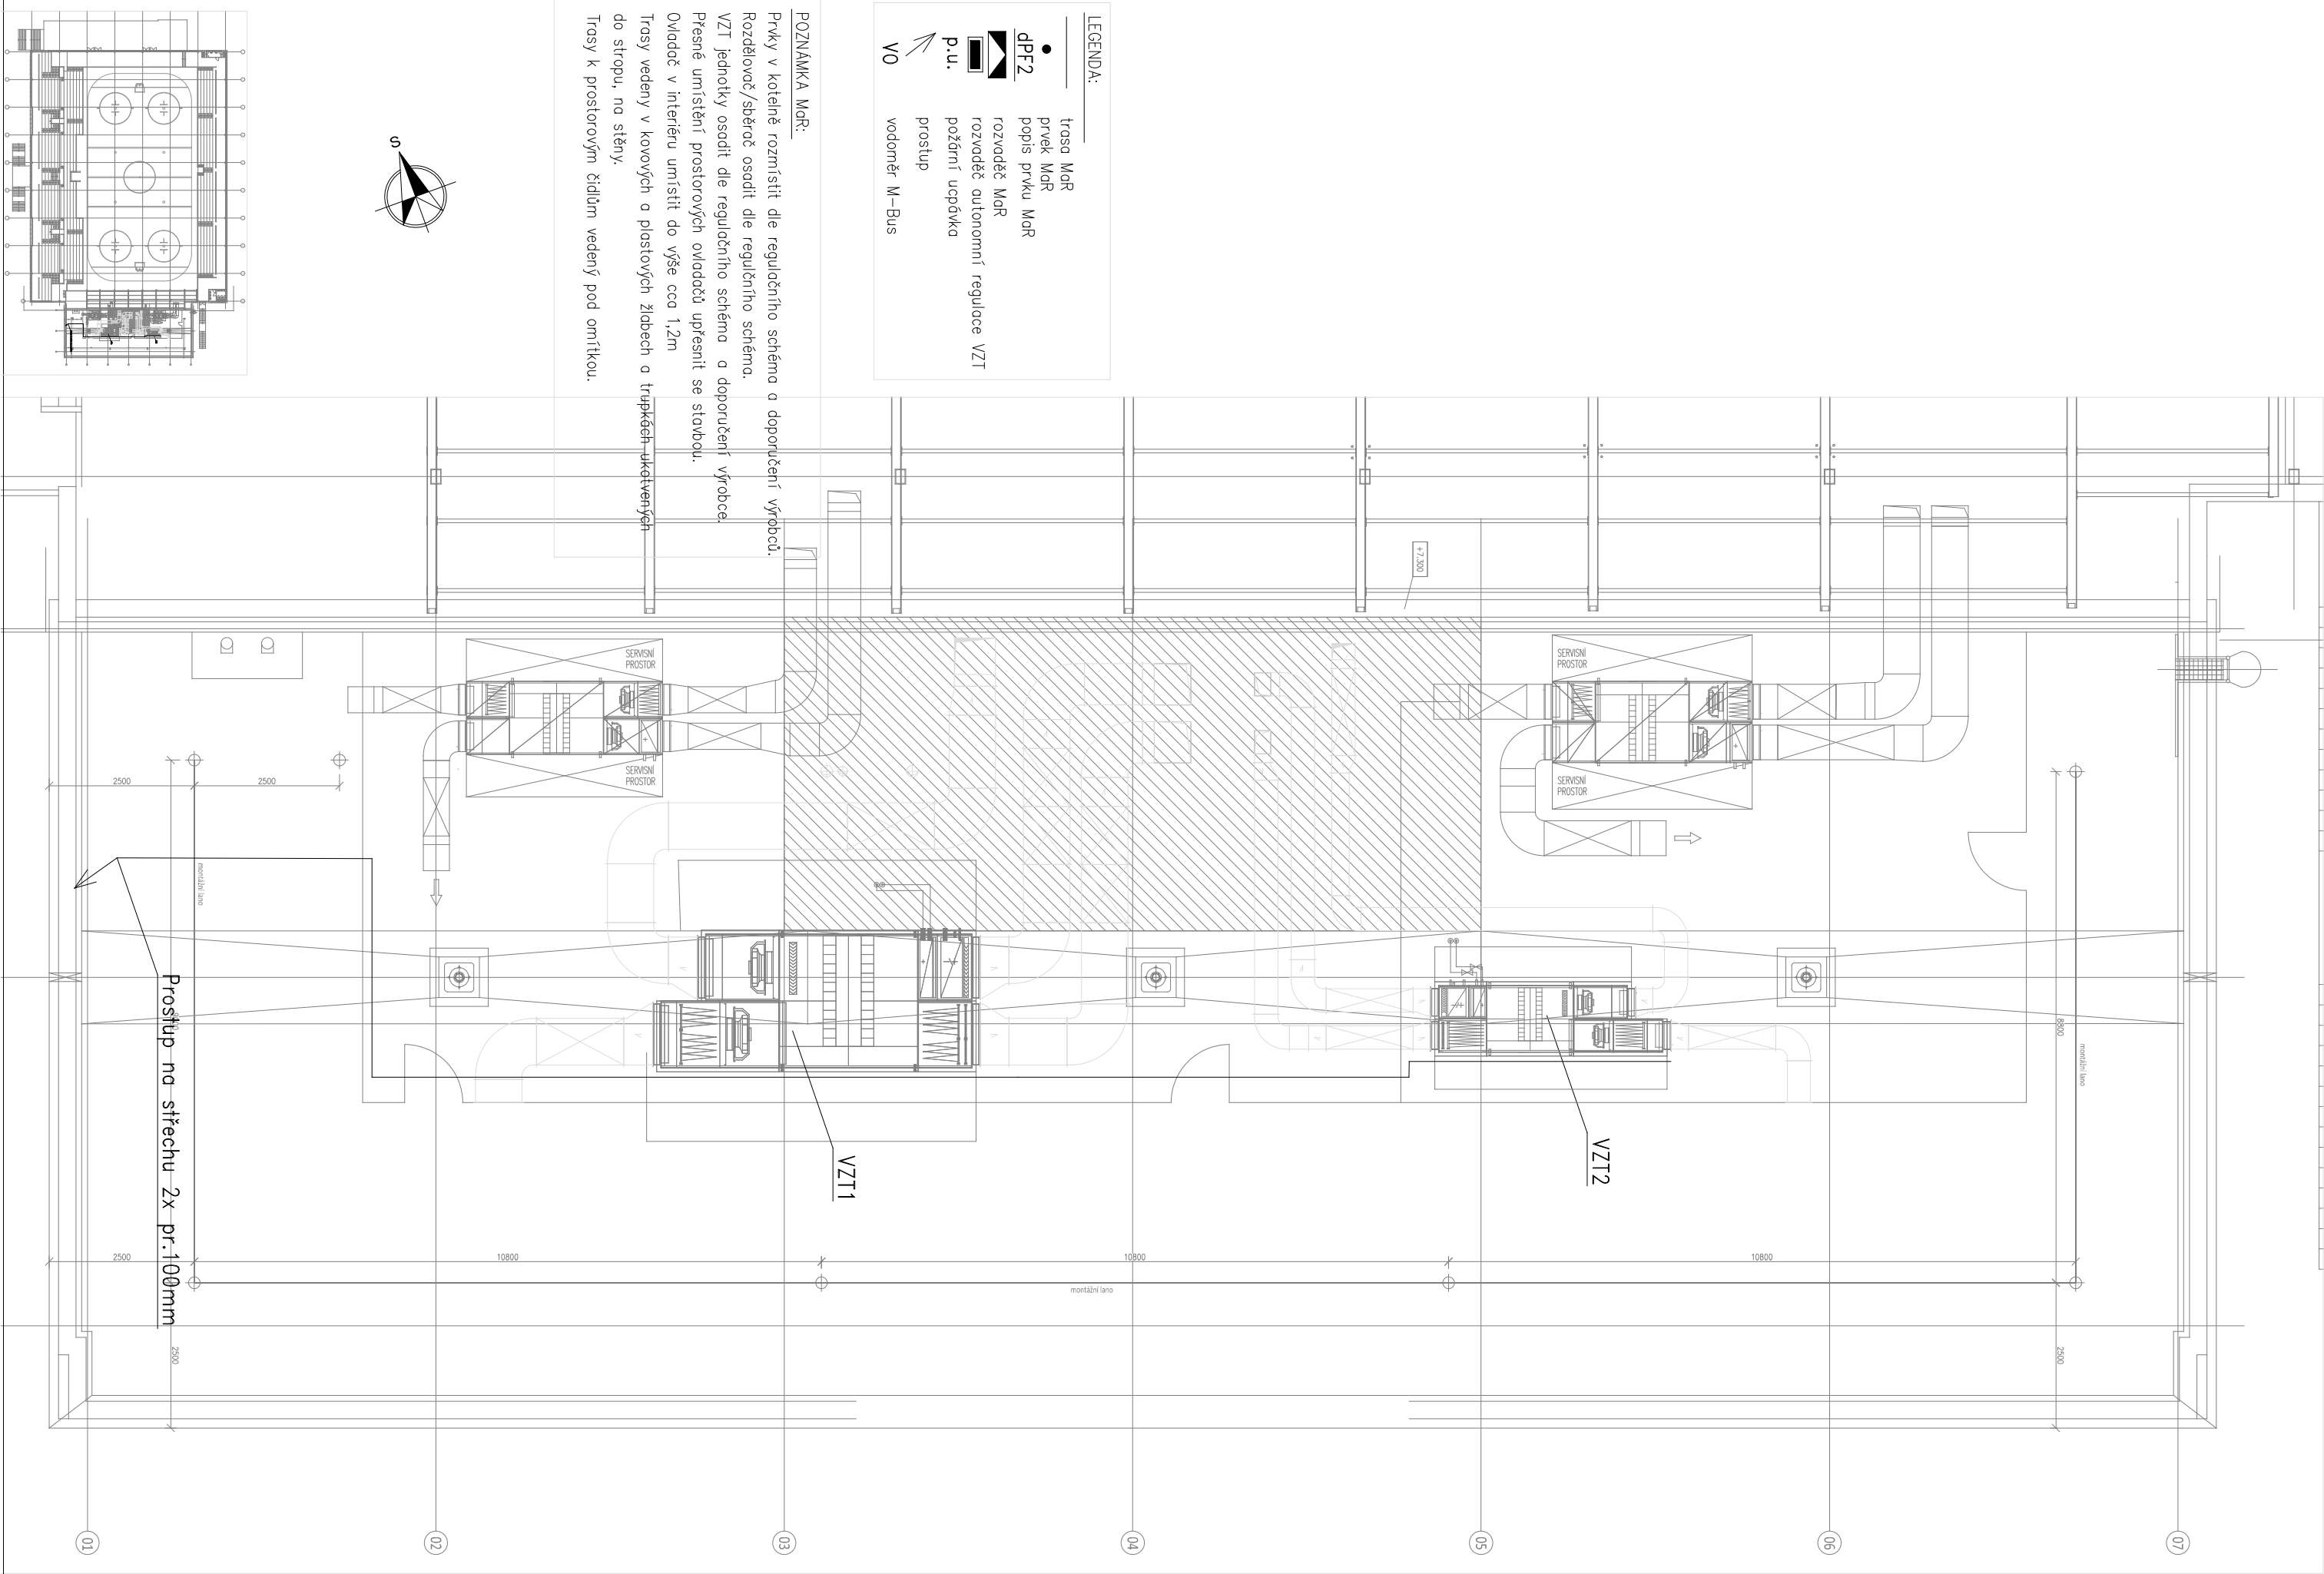 LEGENDA:
trasa MaR
prvek MaR
dPF2 popis prvku MaR
rozvaděč MaR
rozvaděč autonomní regulace VZT
p.u. požární ucpávka
prostup
VO vodoměr M-Bus
POZNÁMKA MaR:
Prvky v kotelně rozmístit dle regulačního schéma a doporučení výrobců.
Rozdělovač/sběrač osadit dle regulčního schéma.
VZT jednotky osadit dle regulačního schéma a doporučení výrobce.
Přesné umístění prostorových ovladačů upřesnit se stavbou.
Ovladač v interiéru umístit do výše cca 1,2m
Trasy vedeny v kovových a plastových žlabech a trupkách ukotvených
do stropu, na stěny.
Trasy k prostorovým čidlům vedený pod omítkou.
S
+7.300
SERVISNÍ
PROSTOR
SERVISNÍ
PROSTOR
SERVISNÍ
PROSTOR
SERVISNÍ
PROSTOR
2500
2500
montážní lano
Prostup na střechu 2x pr.100mm
8800
montážní lano
VZT1
VZT2
2500
10800
10800
10800
montážní lano
2500
2500
01
02
03
04
05
06
07